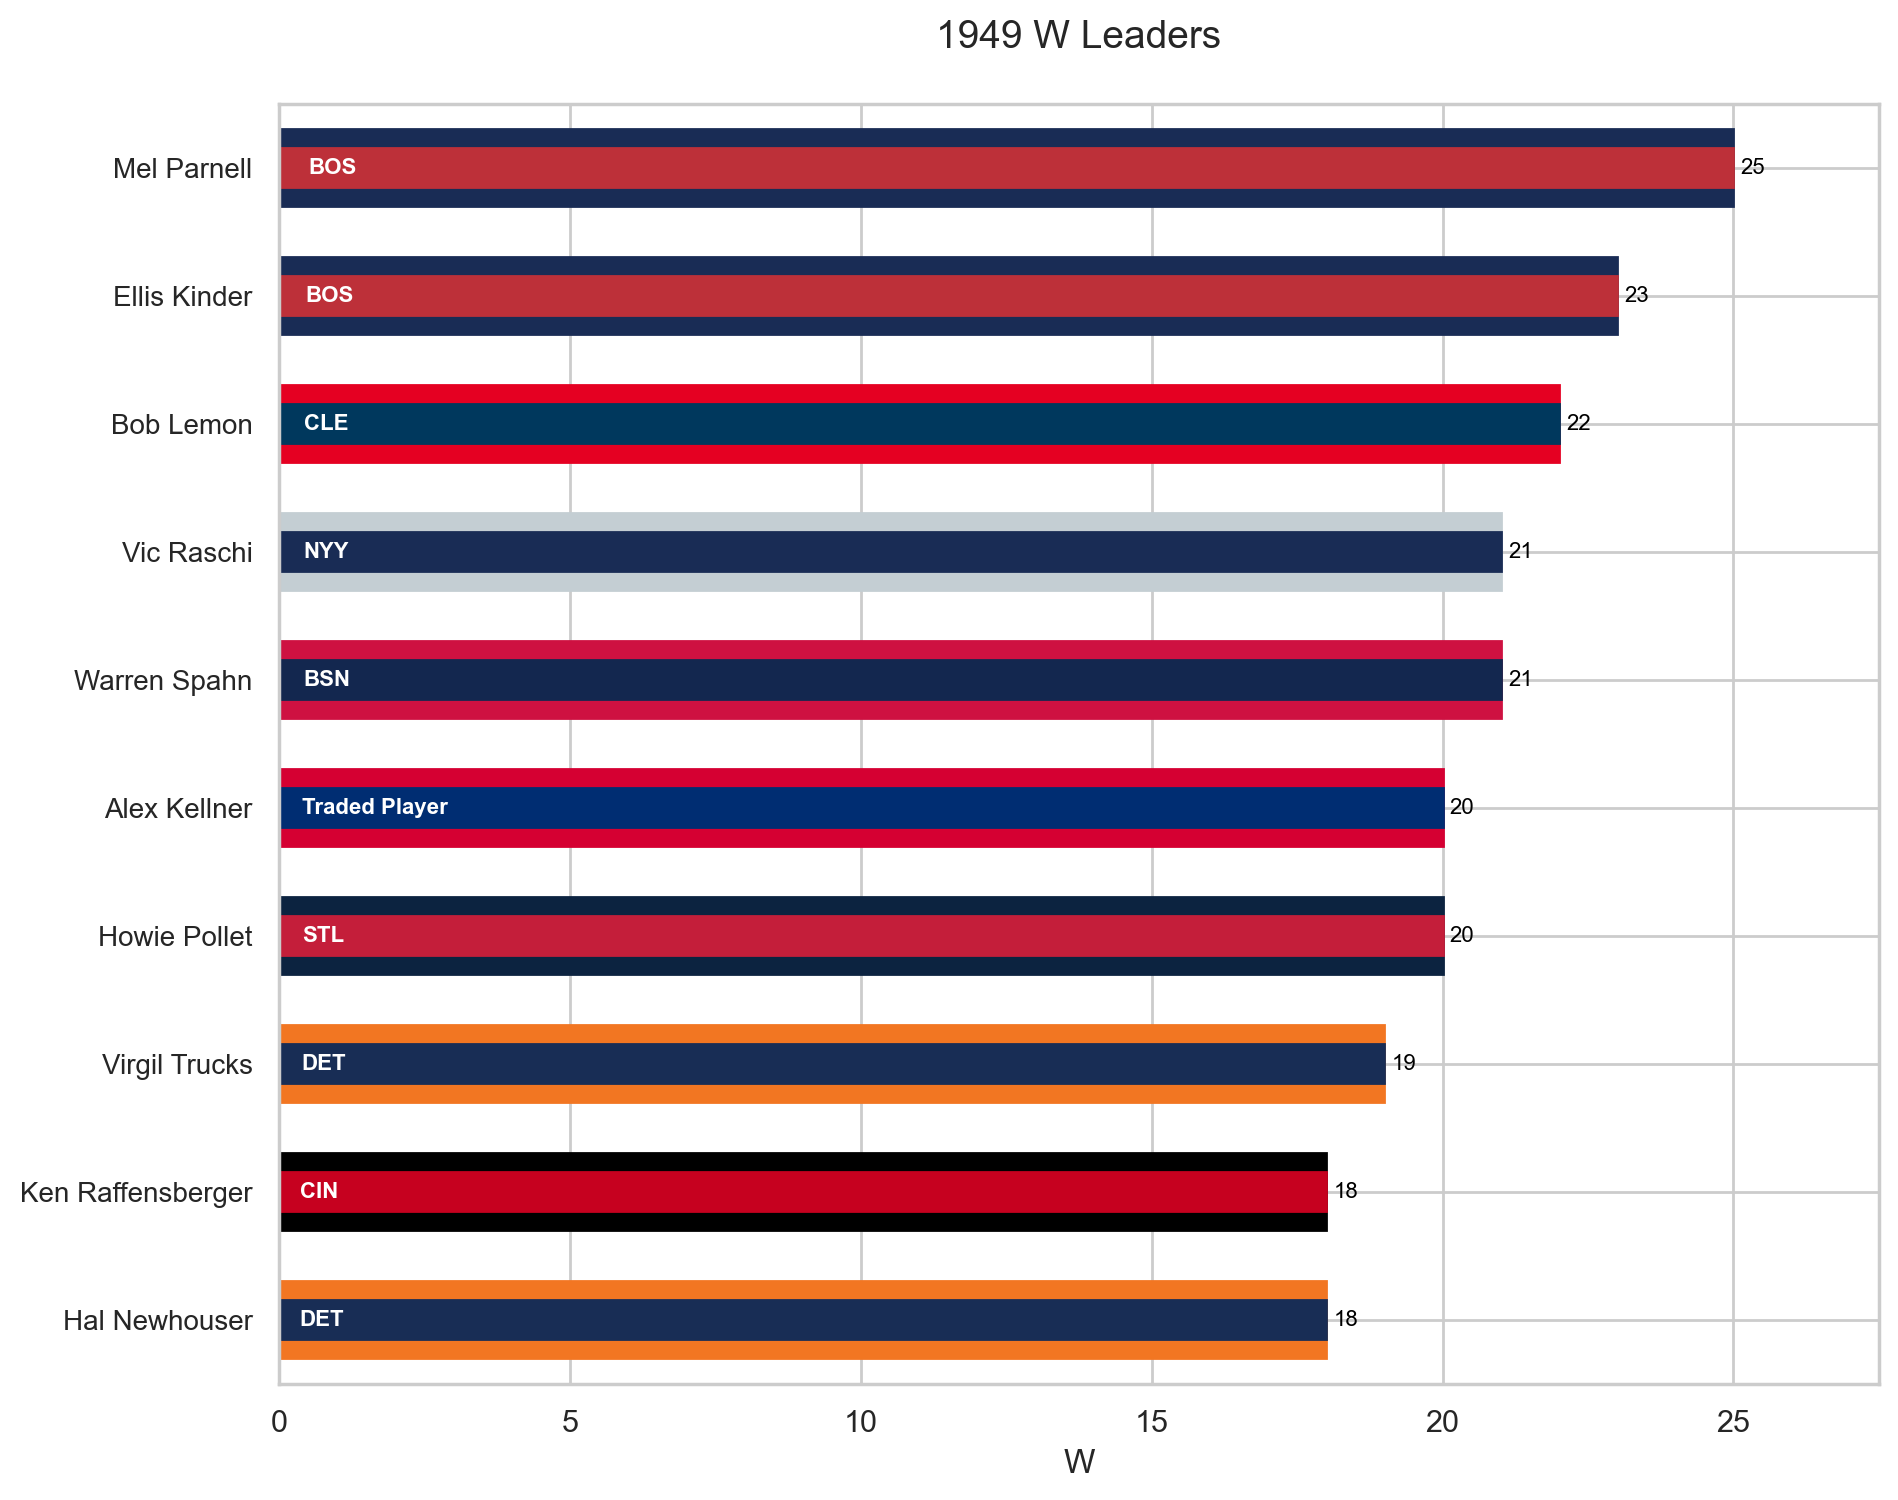 1949 W Leaders
Mel Parnell BOS 25
Ellis Kinder BOS 23
Bob Lemon CLE 22
Vic Raschi NYY 21
Warren Spahn BSN 21
Alex Kellner Traded Player 20
Howie Pollet STL 20
Virgil Trucks DET 19
Ken Raffensberger CIN 18
Hal Newhouser DET 18
0 5 10 15 20 25
W